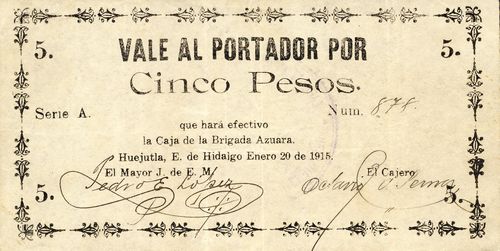 5. VALE AL PORTADOR POR 5.
Cinco Pesos.
Serie A. Num. 874
que hará efectivo
la Caja de la Brigada Azuara.
Huejutla, E. de Hidalgo Enero 20 de 1915.
El Mayor J. de E. M. El Cajero
5. Pedro E López 5.